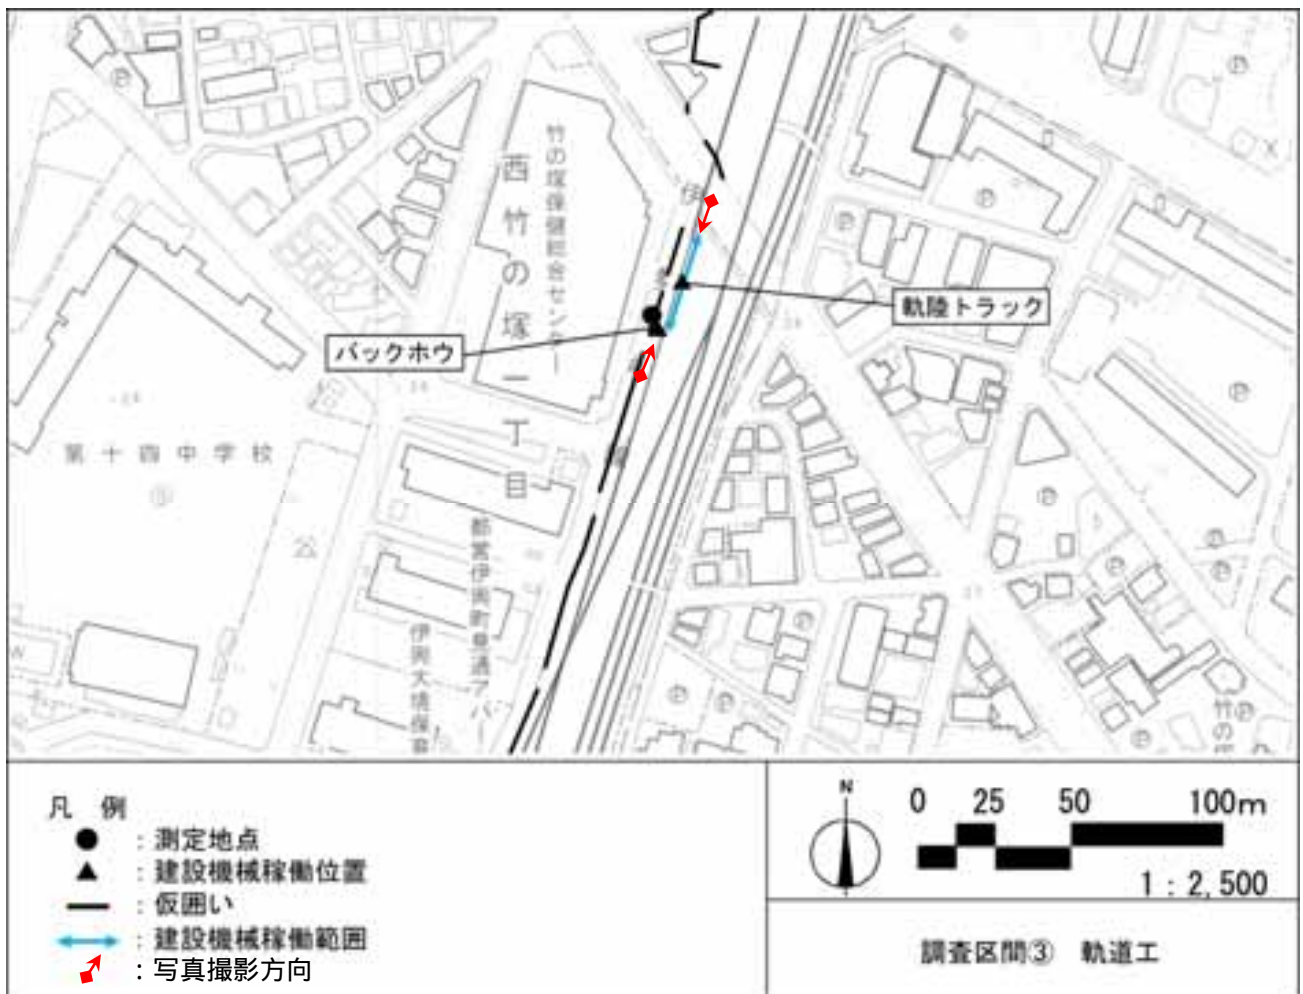 竹の塚保健総合センター
西竹の塚一丁目
伊
軌陸トラック
バックホウ
第十四中学校
都営伊興町見通アパ
伊興大境保育
竹の
凡 例
: 測定地点
: 建設機械稼働位置
: 仮囲い
: 建設機械稼働範囲
: 写真撮影方向
N
0 25 50 100m
1 : 2,500
調査区間③ 軌道工